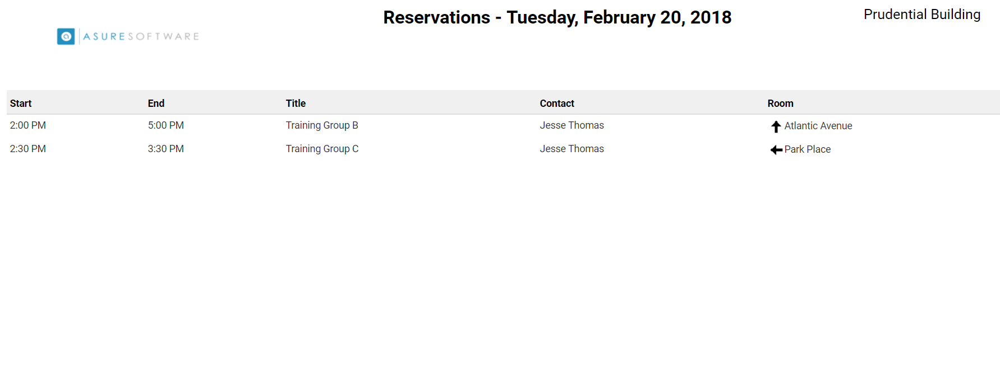 Reservations - Tuesday, February 20, 2018
Prudential Building
ASURESOFTWARE
Start End Title Contact Room
2:00 PM 5:00 PM Training Group B Jesse Thomas Atlantic Avenue
2:30 PM 3:30 PM Training Group C Jesse Thomas Park Place